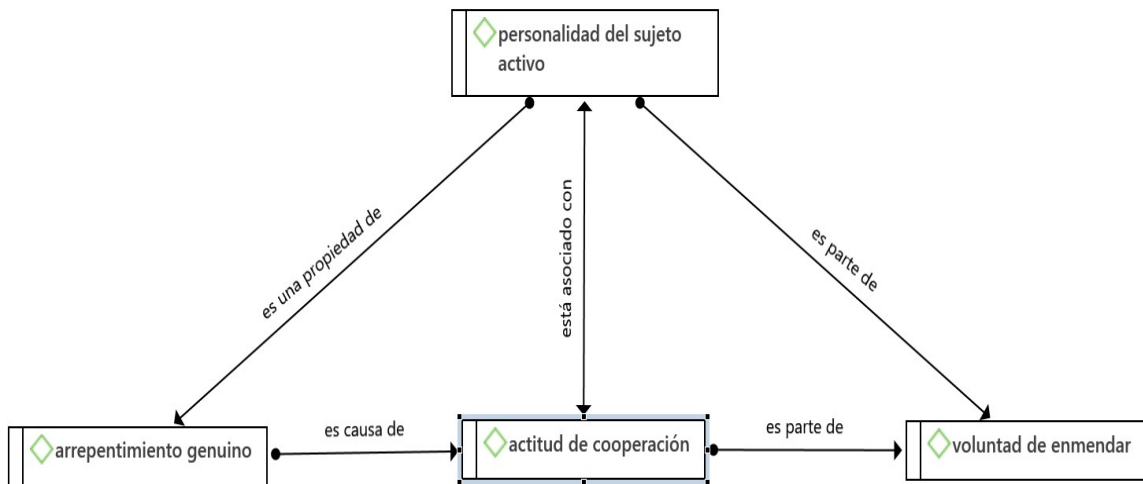 personalidad del sujeto
activo
es una propiedad de
está asociado con
es parte de
arrepentimiento genuino
es causa de
actitud de cooperación
es parte de
voluntad de enmendar